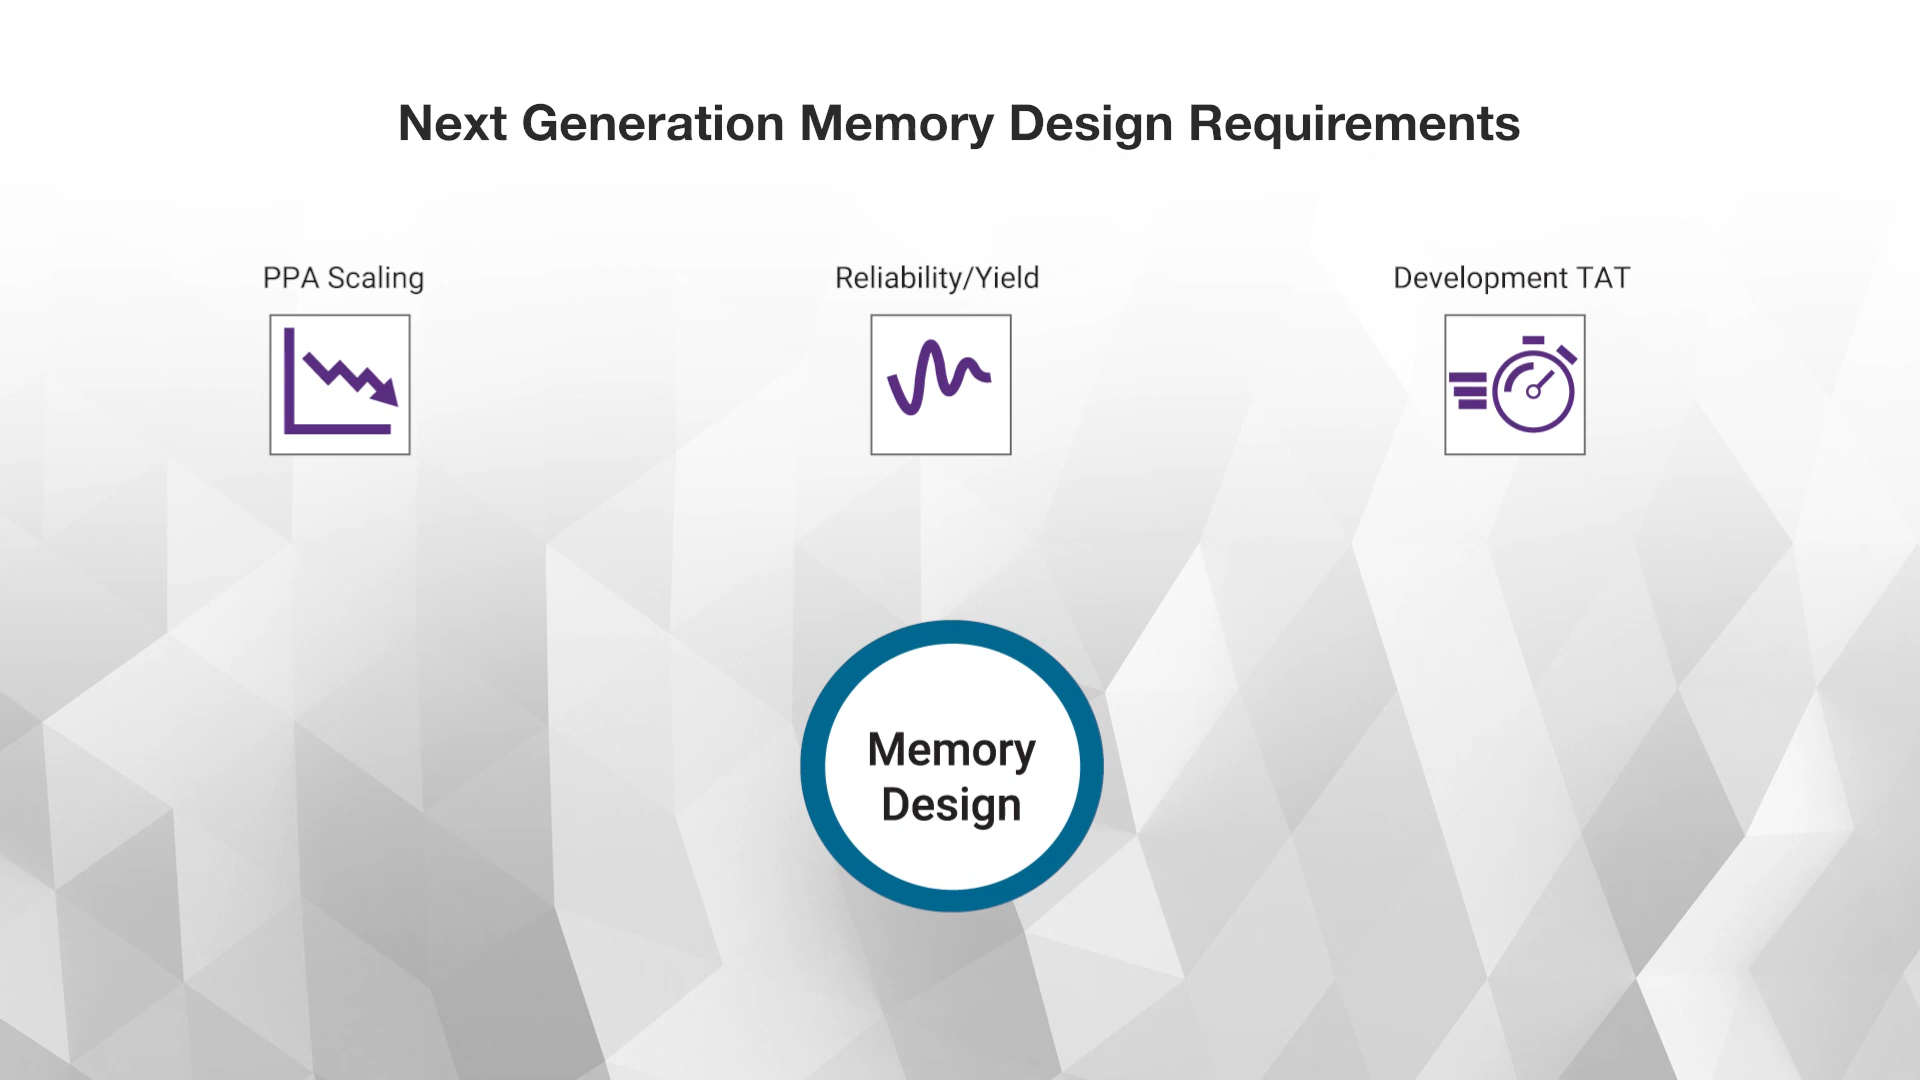 Next Generation Memory Design Requirements
PPA Scaling
Reliability/Yield
Development TAT
Memory
Design